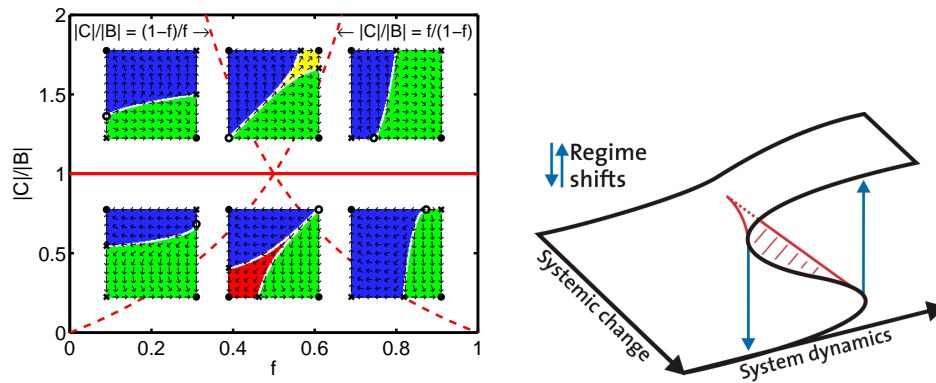 2
|C|/|B| = (1−f)/f →
← |C|/|B| = f/(1−f)
1.5
1
0.5
0
|C|/|B|
0
0.2
0.4
0.6
0.8
1
f
Regime
shifts
Systemic change
System dynamics